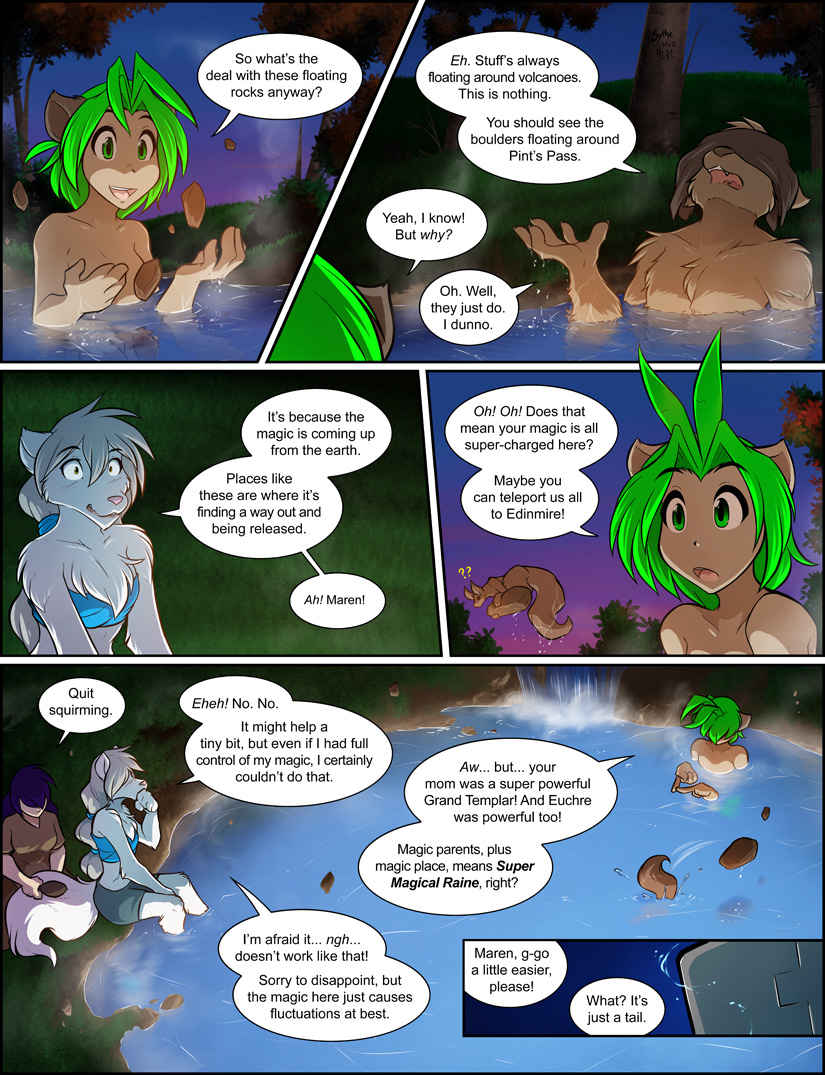 So what's the
deal with these floating
rocks anyway?
Sythe
Was
HERE
Eh. Stuff's always
floating around volcanoes.
This is nothing.
You should see the
boulders floating around
Pint's Pass.
Yeah, I know!
But why?
Oh. Well,
they just do.
I dunno.
It's because the
magic is coming up
from the earth.
Places like
these are where it's
finding a way out and
being released.
Ah! Maren!
Oh! Oh! Does that
mean your magic is all
super-charged here?
Maybe you
can teleport us all
to Edinmire!
??
Quit
squirming.
Eheh! No. No.
It might help a
tiny bit, but even if I had full
control of my magic, I certainly
couldn't do that.
Aw... but... your
mom was a super powerful
Grand Templar! And Euchre
was powerful too!
Magic parents, plus
magic place, means Super
Magical Raine, right?
I'm afraid it... ngh...
doesn't work like that!
Sorry to disappoint, but
the magic here just causes
fluctuations at best.
Maren, g-go
a little easier,
please!
What? It's
just a tail.